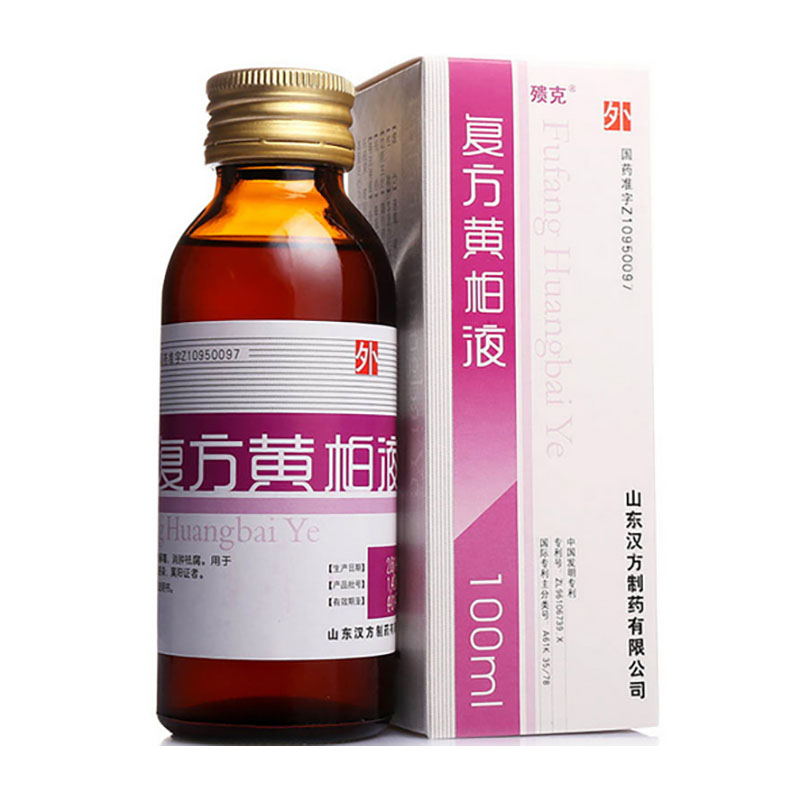 药准字Z10950097
外
复方黄柏液
Huangbai Ye
消肿祛腐。用于
属阳证者。
【生产日期】
【产品批号】
【有效期至】
山东汉方制药有
殒克®
外
国药准字Z10950097
复方黄柏液
Fufang Huangbai Ye
100ml
中国发明专利
专利号：ZL96106739.X
国际专利主分类号：A61K 35/78
山东汉方制药有限公司